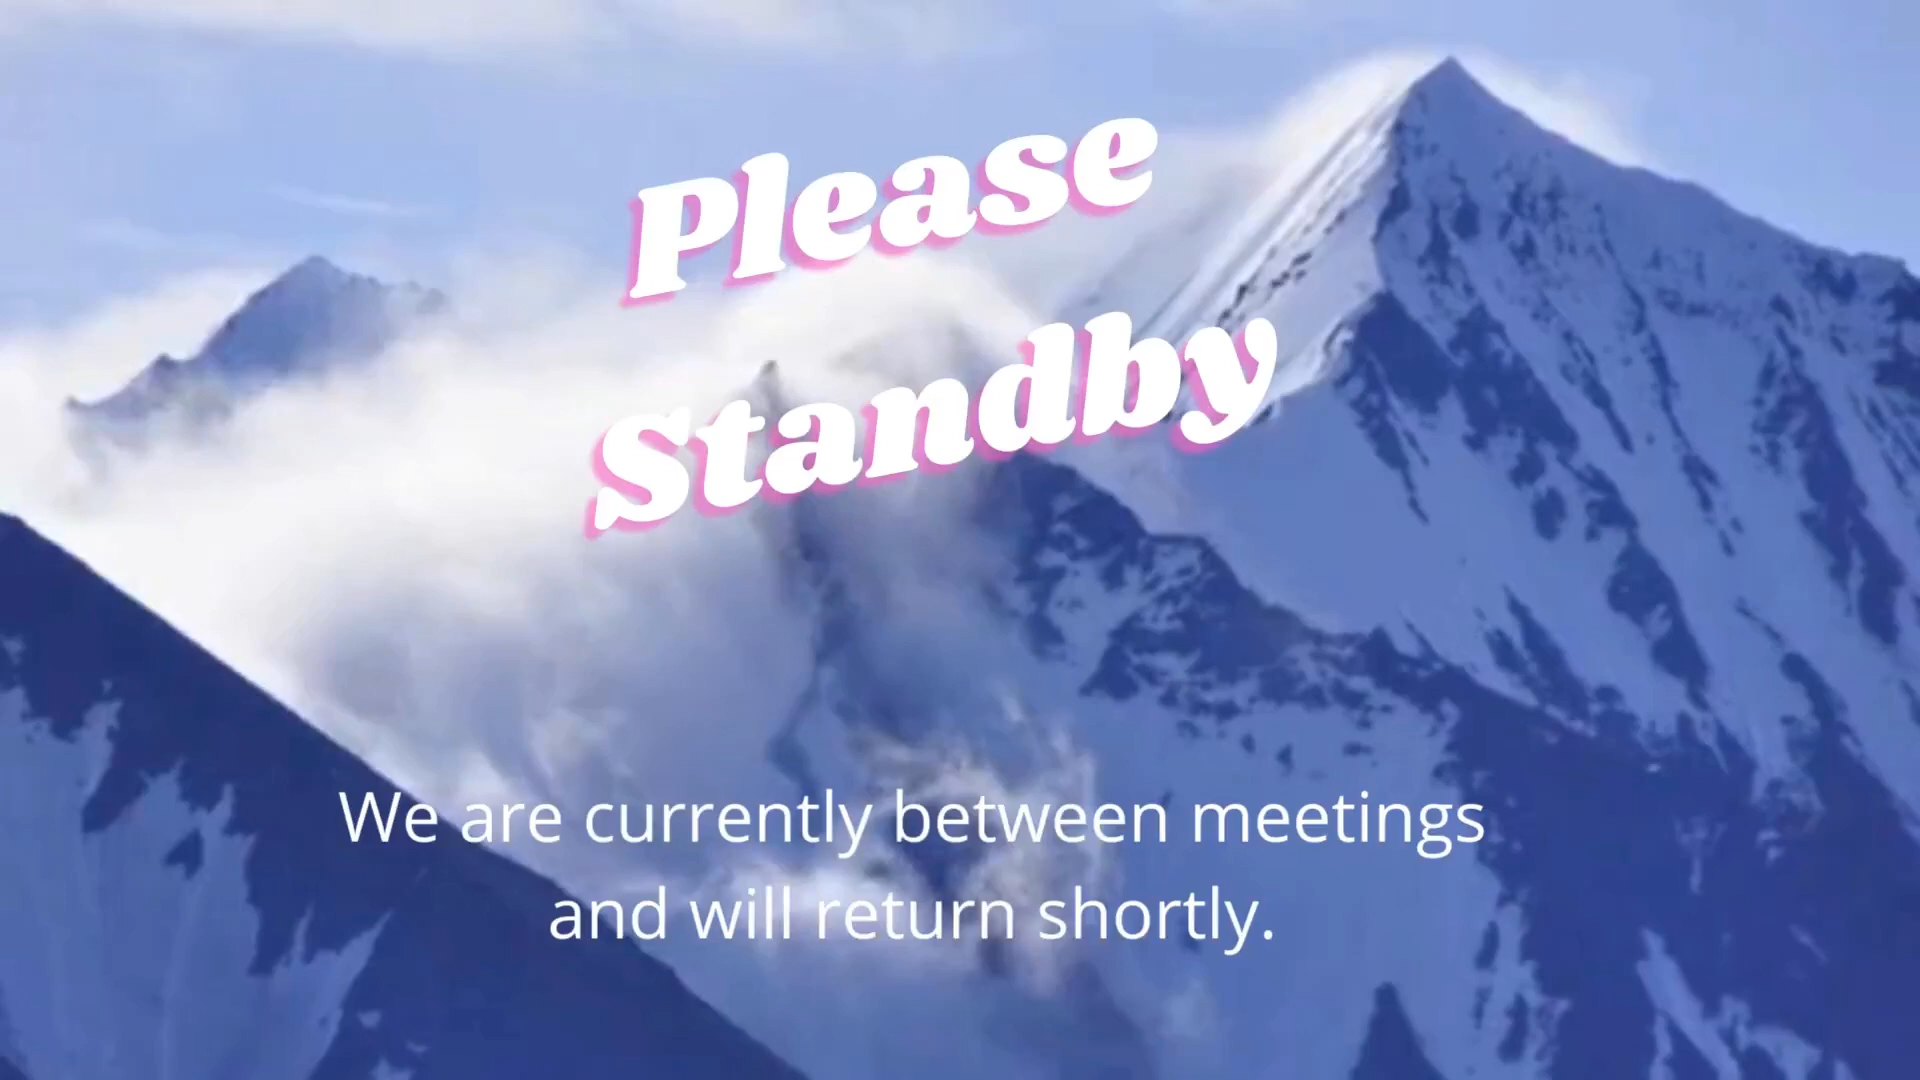 Please
Standby
We are currently between meetings
and will return shortly.